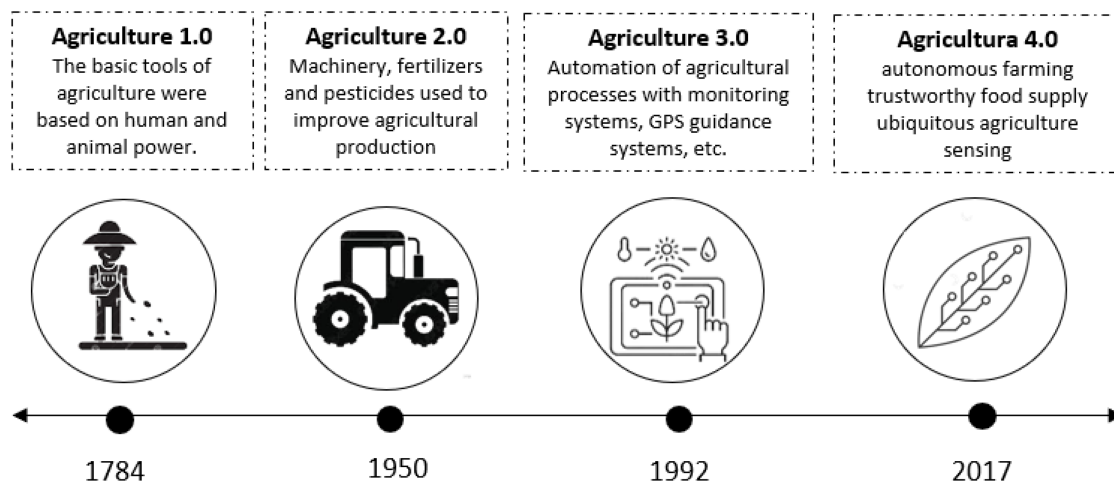 Agriculture 1.0
The basic tools of
agriculture were
based on human and
animal power.
Agriculture 2.0
Machinery, fertilizers
and pesticides used to
improve agricultural
production
Agriculture 3.0
Automation of agricultural
processes with monitoring
systems, GPS guidance
systems, etc.
Agricultura 4.0
autonomous farming
trustworthy food supply
ubiquitous agriculture
sensing
1784
1950
1992
2017